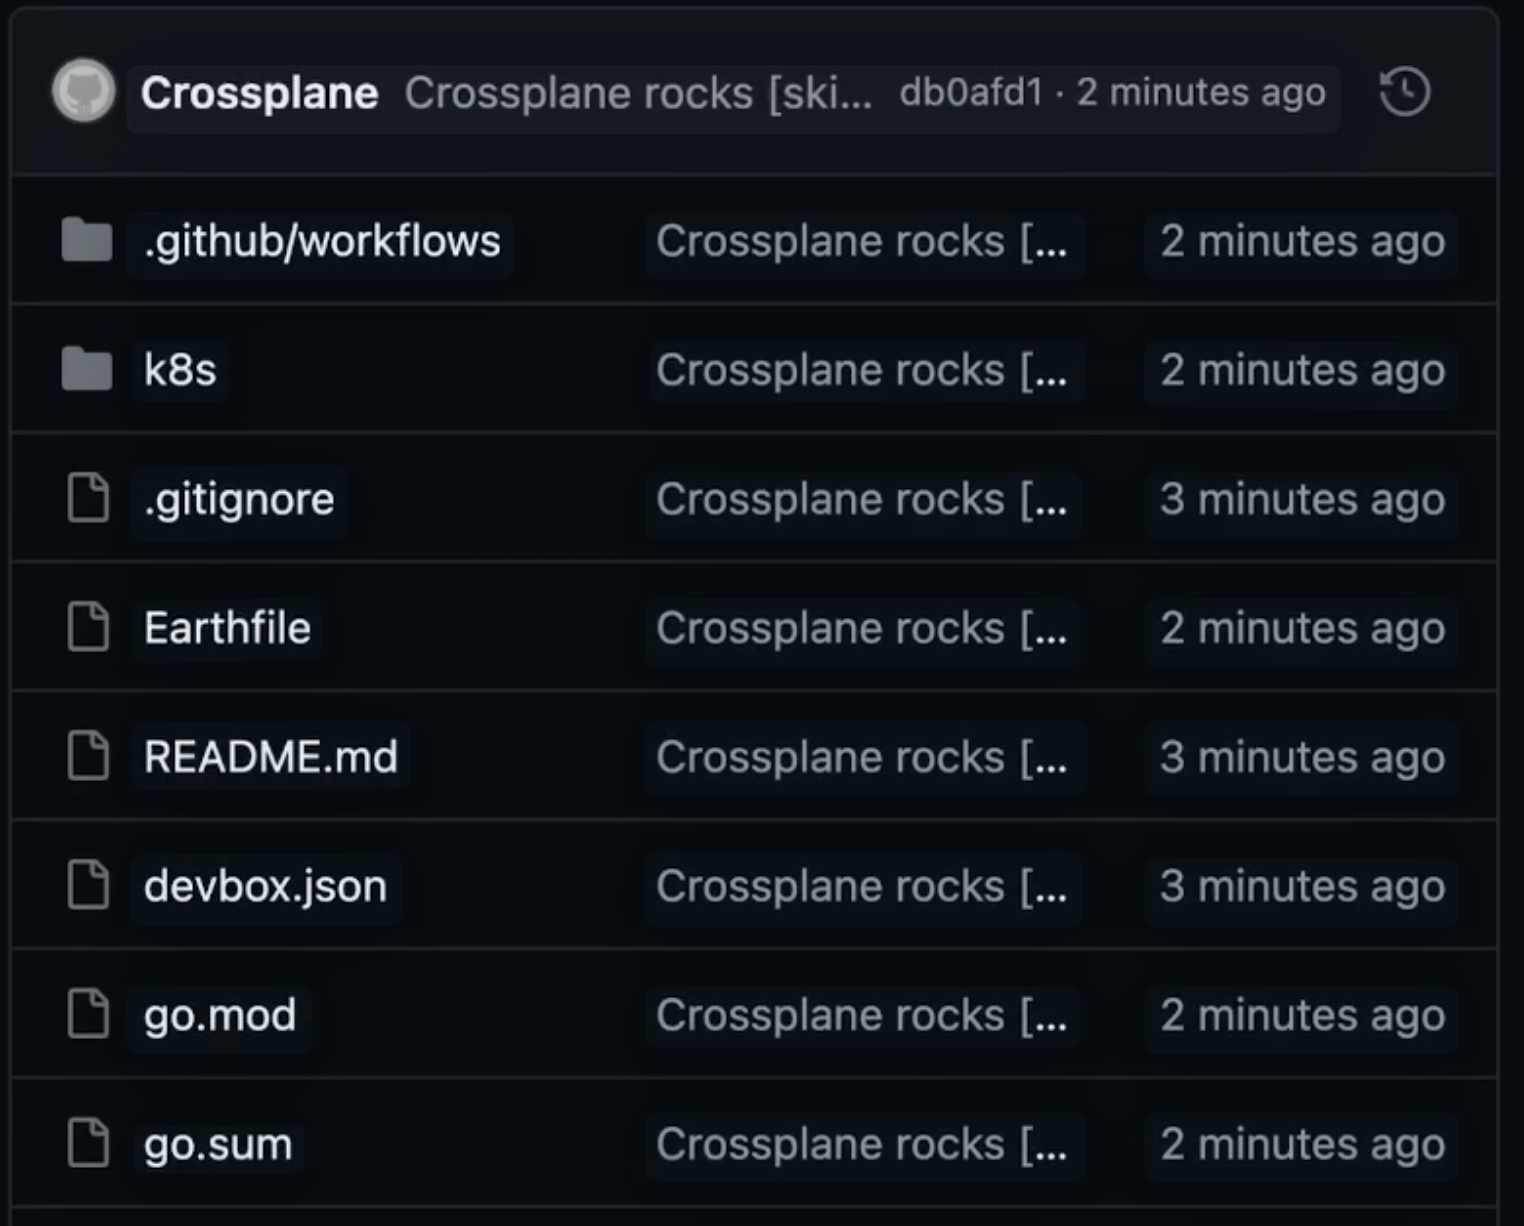 Crossplane Crossplane rocks [ski... db0afd1 · 2 minutes ago
.github/workflows Crossplane rocks [... 2 minutes ago
k8s Crossplane rocks [... 2 minutes ago
.gitignore Crossplane rocks [... 3 minutes ago
Earthfile Crossplane rocks [... 2 minutes ago
README.md Crossplane rocks [... 3 minutes ago
devbox.json Crossplane rocks [... 3 minutes ago
go.mod Crossplane rocks [... 2 minutes ago
go.sum Crossplane rocks [... 2 minutes ago